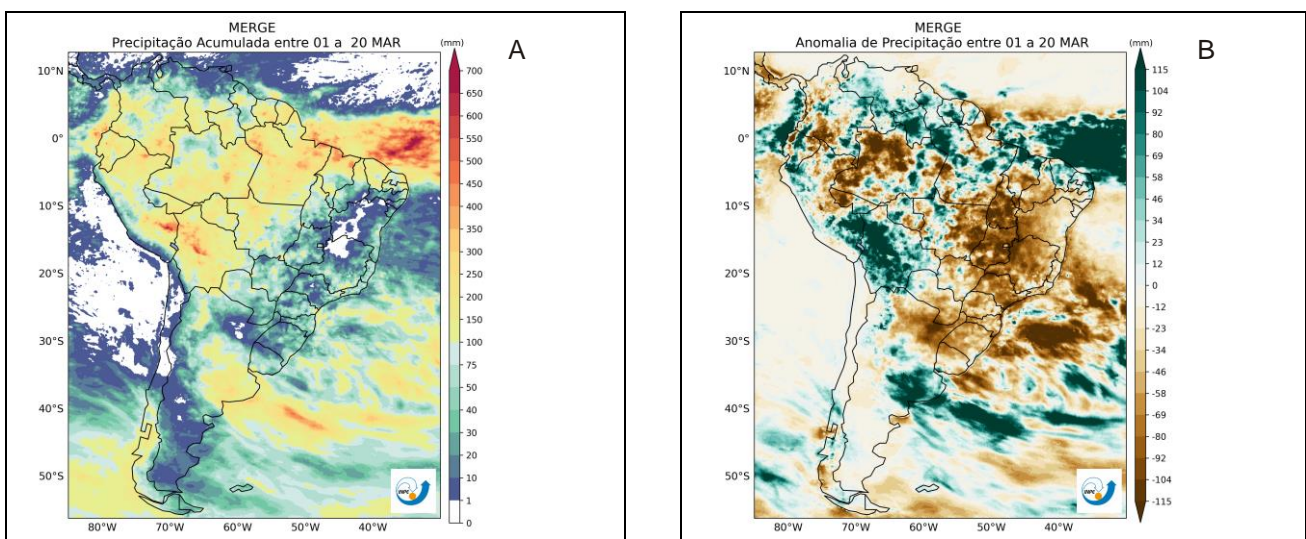 MERGE
Precipitação Acumulada entre 01 a 20 MAR
(mm)
A
10°N
0°
10°S
20°S
30°S
40°S
50°S
80°W
70°W
60°W
50°W
40°W
700
650
600
550
500
450
400
350
300
250
200
150
100
75
50
40
30
20
10
1
0
INPE
MERGE
Anomalia de Precipitação entre 01 a 20 MAR
(mm)
B
10°N
0°
10°S
20°S
30°S
40°S
50°S
80°W
70°W
60°W
50°W
40°W
115
104
92
80
69
58
46
34
23
12
0
-12
-23
-34
-46
-58
-69
-80
-92
-104
-115
INPE